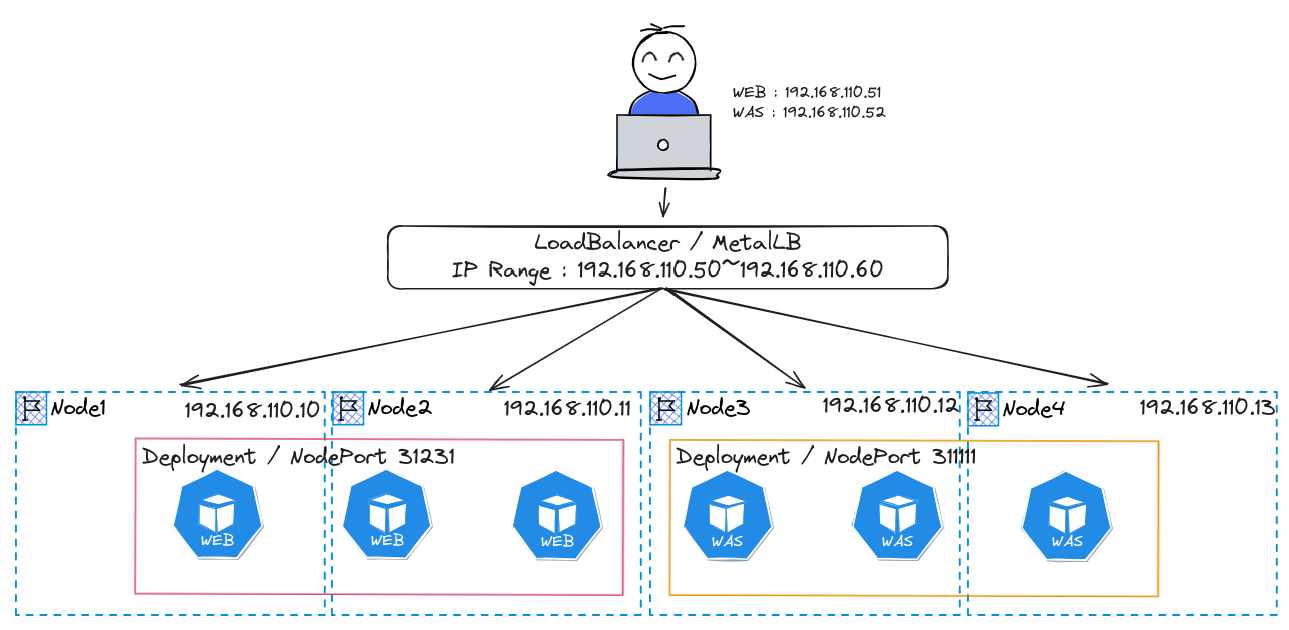 WEB : 192.168.110.51
WAS : 192.168.110.52
LoadBalancer / MetalLB
IP Range : 192.168.110.50~192.168.110.60
Node1
192.168.110.10
Node2
192.168.110.11
Node3
192.168.110.12
Node4
192.168.110.13
Deployment / NodePort 31231
Deployment / NodePort 311111
WEB
WEB
WEB
WAS
WAS
WAS